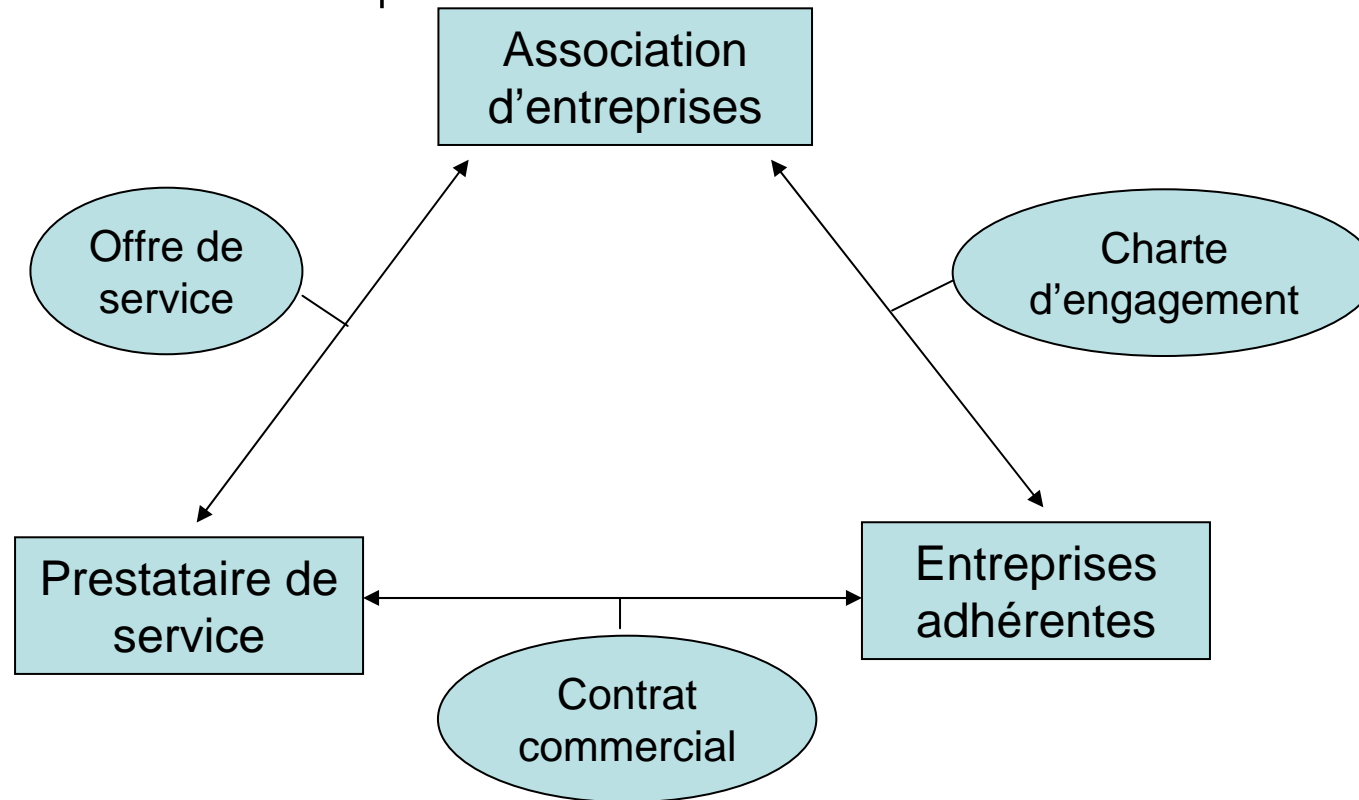 Association
d’entreprises
Offre de
service
Charte
d’engagement
Prestataire de
service
Entreprises
adhérentes
Contrat
commercial